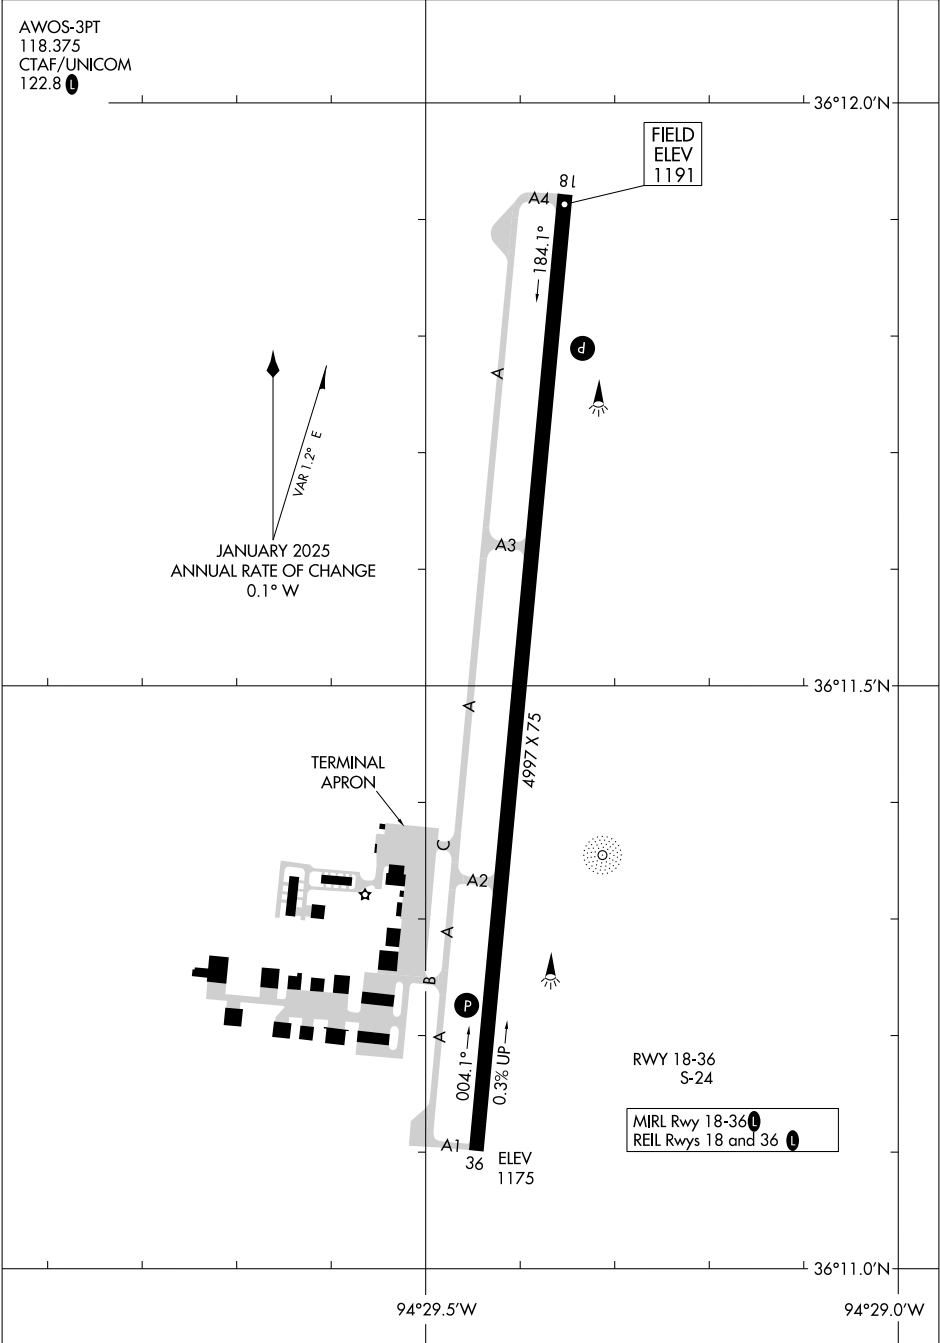 AWOS-3PT
118.375
CTAF/UNICOM
122.8 L
36°12.0'N
FIELD
ELEV
1191
18
A4
184.1°
P
A
VAR 1.2° E
JANUARY 2025
ANNUAL RATE OF CHANGE
0.1° W
A3
36°11.5'N
A
4997 X 75
TERMINAL
APRON
C
A2
A
B
P
A
004.1°
0.3% UP
RWY 18-36
S-24
MIRL Rwy 18-36 L
REIL Rwys 18 and 36 L
A1
36
ELEV
1175
36°11.0'N
94°29.5'W
94°29.0'W